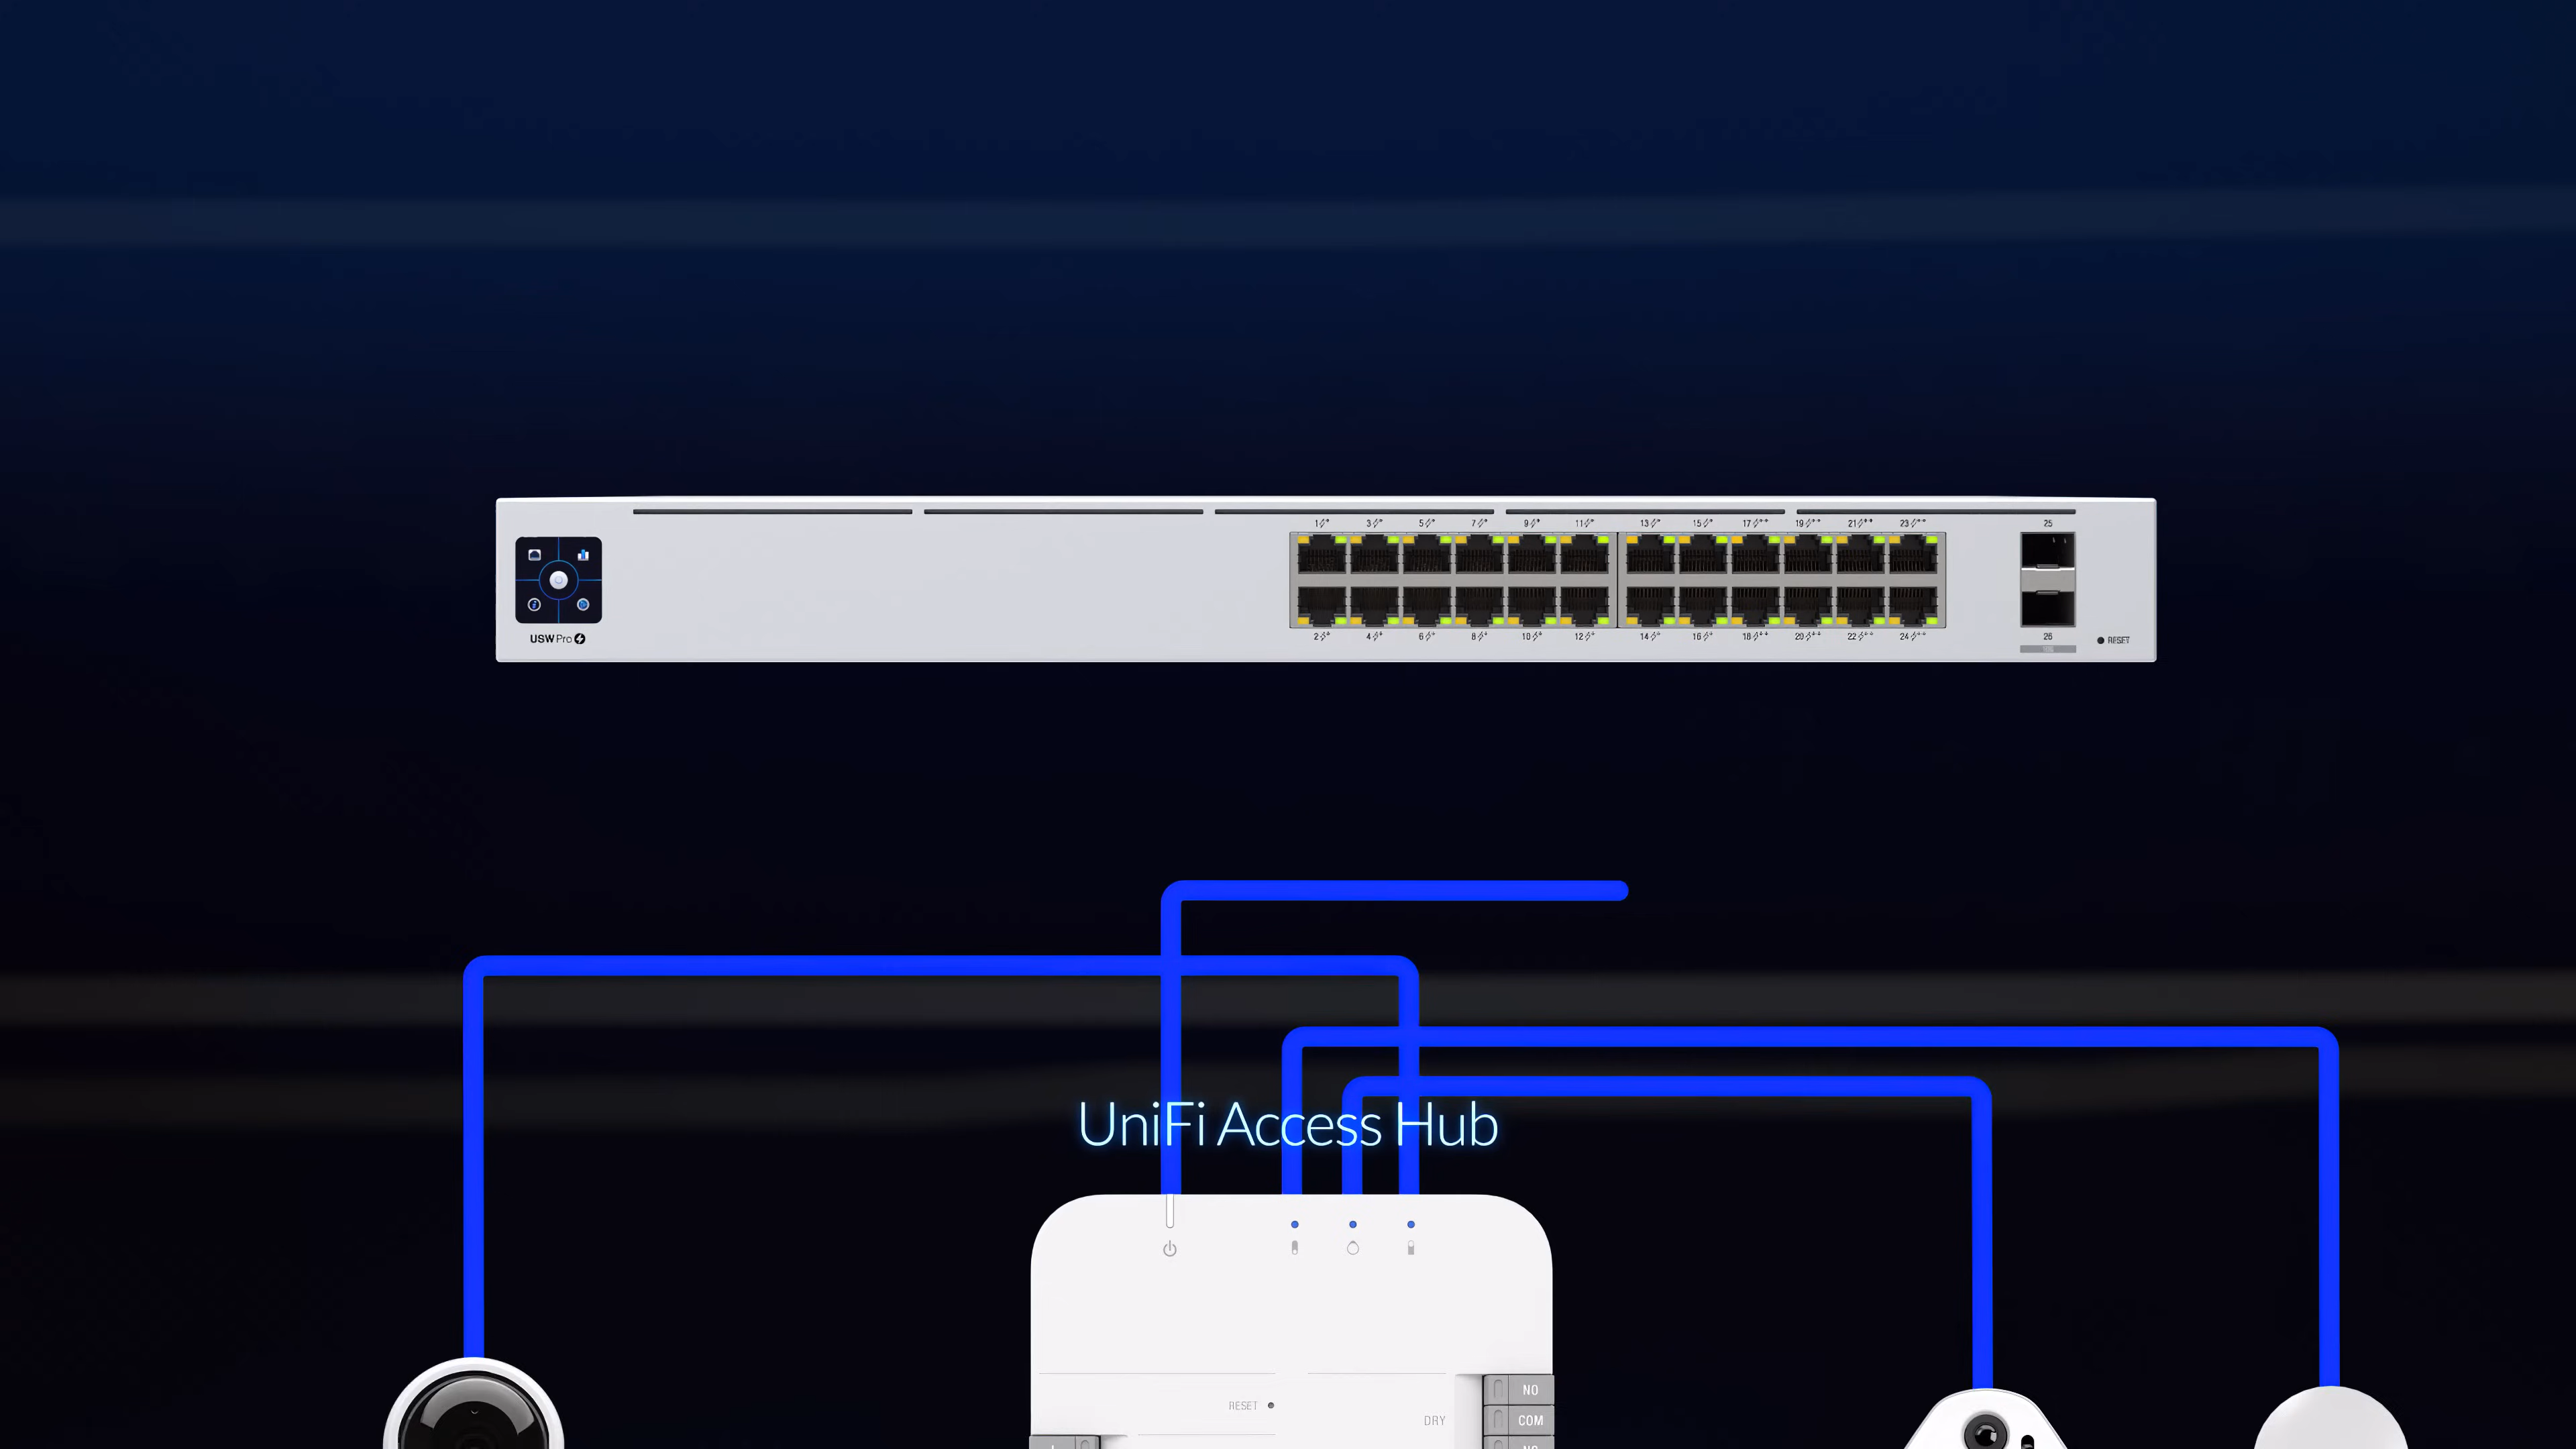 1 3 5 7 9 11 13 15 17 19 21 23 25
USW Pro
2 4 6 8 10 12 14 16 18 20 22 24 26
RESET
UniFi Access Hub
NO
RESET
DRY
COM